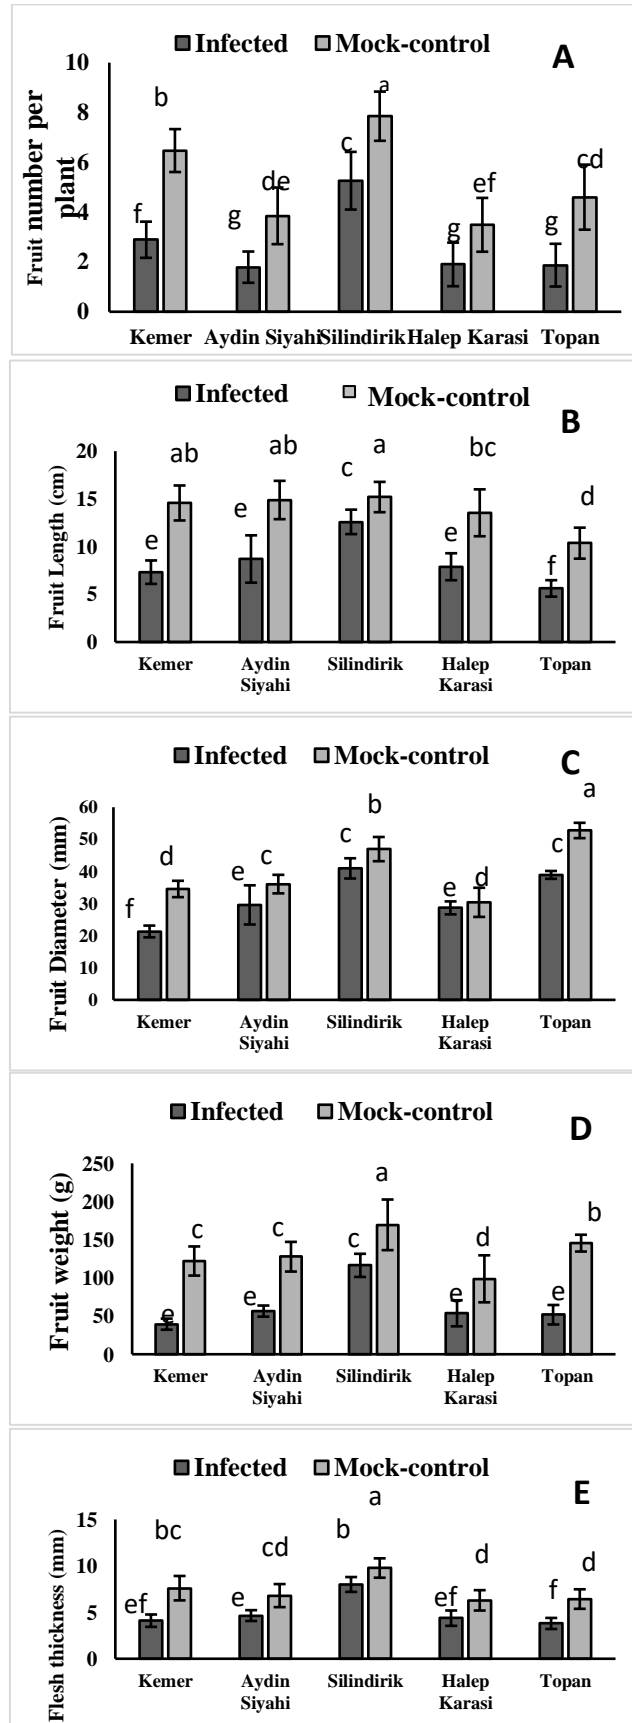 Infected Mock-control
A
Fruit number per
plant
10
8
6
4
2
0
f b g de c a g ef g cd
Kemer Aydin Siyahi Silindirik Halep Karasi Topan
Infected Mock-control
B
Fruit Length (cm)
20
15
10
5
0
e ab e ab c a e bc f d
Kemer Aydin Silindirik Halep Topan
Siyahi Karasi
Infected Mock-control
C
Fruit Diameter (mm)
60
50
40
30
20
10
0
f d e c c b e d c a
Kemer Aydin Silindirik Halep Topan
Siyahi Karasi
Infected Mock-control
D
Fruit weight (g)
250
200
150
100
50
0
e c e c c a e d e b
Kemer Aydin Silindirik Halep Topan
Siyahi Karasi
Infected Mock-control
E
Flesh thickness (mm)
15
10
5
0
ef bc e cd b a ef d f d
Kemer Aydin Silindirik Halep Topan
Siyahi Karasi